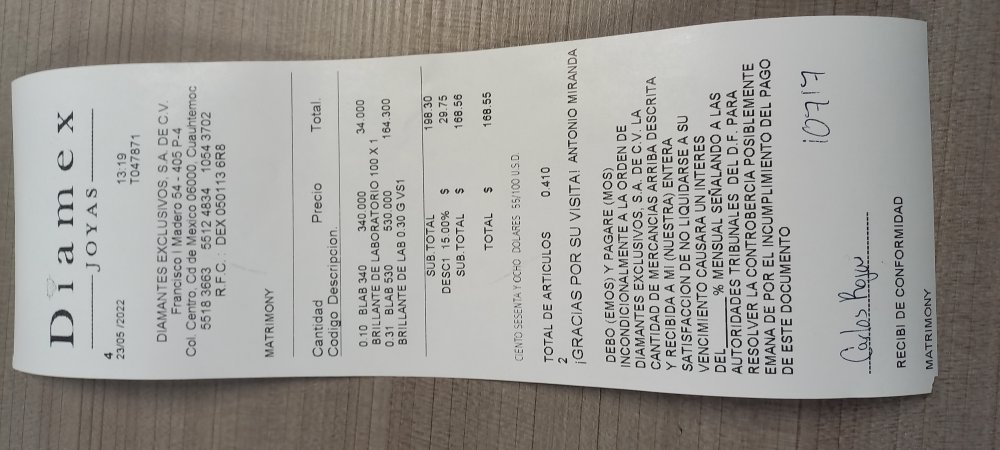 Diamex
JOYAS
4
23/05 /2022 13:19
T047871
DIAMANTES EXCLUSIVOS, S.A. DE C.V.
Francisco I Madero 54 - 405 P-4
Col. Centro, Cd de Mexico 06000, Cuauhtemoc
5518 3663 5512 4834 1054 3702
R.F.C. : DEX 050113 6R8
MATRIMONY
Cantidad Precio Total.
Codigo Descripcion.
0.10 BLAB 340 340.000 34.000
BRILLANTE DE LABORATORIO 100 X 1
0.31 BLAB 530 530.000 164.300
BRILLANTE DE LAB 0.30 G VS1
SUB.TOTAL 198.30
DESC1 15.00% $ 29.75
SUB.TOTAL $ 168.56
TOTAL $ 168.55
CIENTO SESENTA Y OCHO DOLARES 55/100 U.S.D.
TOTAL DE ARTICULOS 0.410
2
¡GRACIAS POR SU VISITA! ANTONIO MIRANDA
DEBO (EMOS) Y PAGARE (MOS)
INCONDICIONALMENTE A LA ORDEN DE
DIAMANTES EXCLUSIVOS, S.A. DE C.V. LA
CANTIDAD DE MERCANCIAS ARRIBA DESCRITA
Y RECIBIDA A MI (NUESTRA) ENTERA
SATISFACCION DE NO LIQUIDARSE A SU
VENCIMIENTO CAUSARA UN INTERES
DEL______% MENSUAL SEÑALANDO A LAS
AUTORIDADES TRIBUNALES DEL D.F. PARA
RESOLVER LA CONTROBERCIA POSIBLEMENTE
EMANA DE POR EL INCUMPLIMIENTO DEL PAGO
DE ESTE DOCUMENTO
10717
Carlos Rojas
RECIBI DE CONFORMIDAD
MATRIMONY